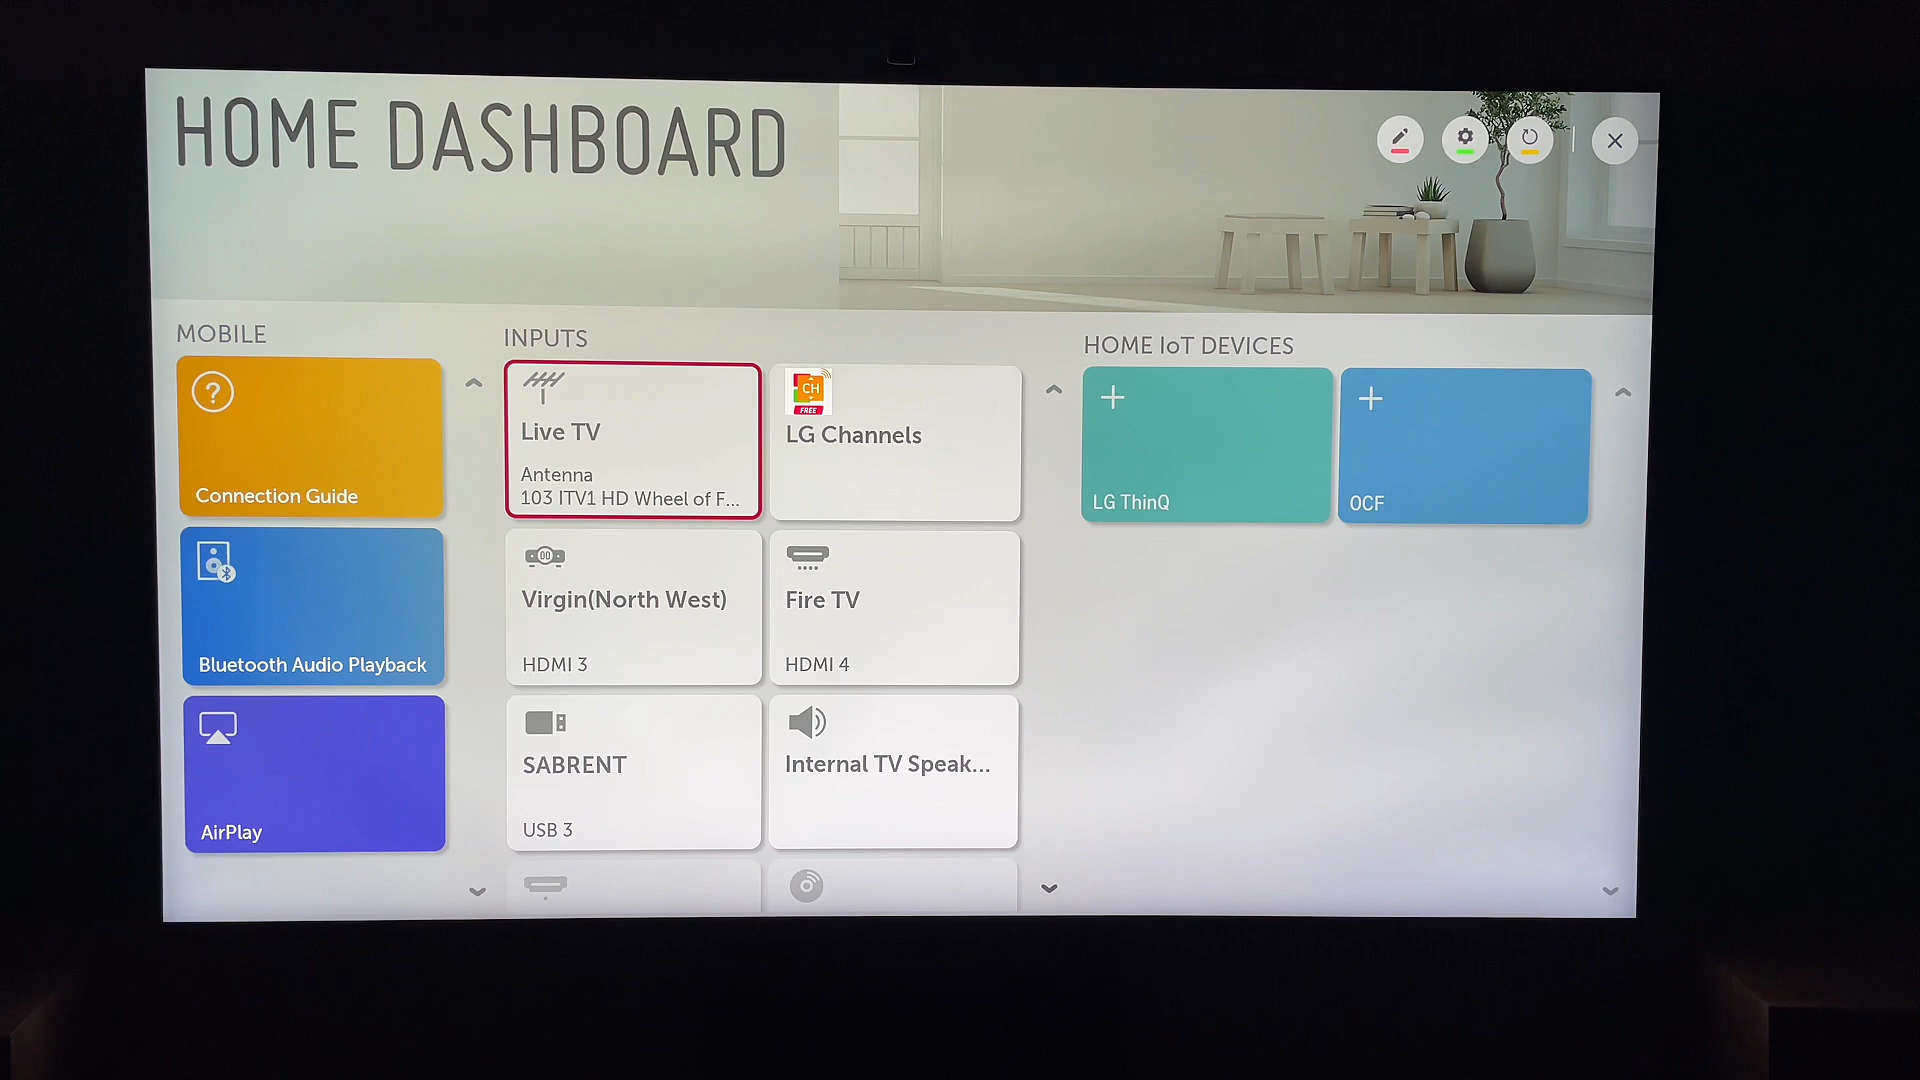 HOME DASHBOARD
MOBILE
Connection Guide
Bluetooth Audio Playback
AirPlay
INPUTS
Live TV
Antenna
103 ITV1 HD Wheel of F...
CH
FREE
LG Channels
Virgin(North West)
HDMI 3
Fire TV
HDMI 4
SABRENT
USB 3
Internal TV Speak...
HOME IoT DEVICES
LG ThinQ
OCF